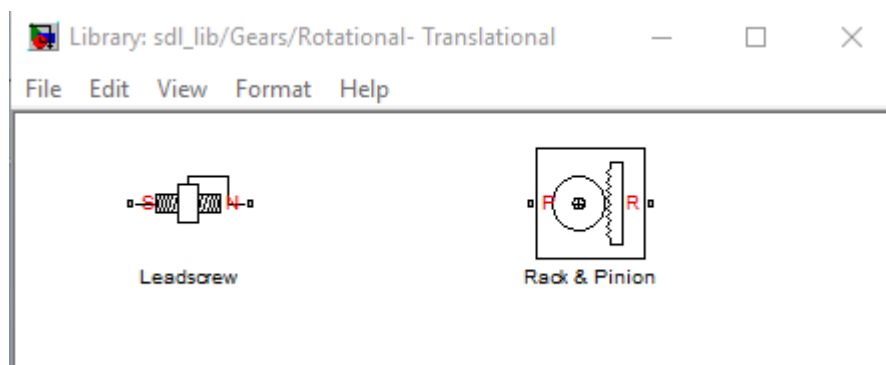 Library: sdl_lib/Gears/Rotational- Translational
File Edit View Format Help
S N P R
Leadscrew Rack & Pinion